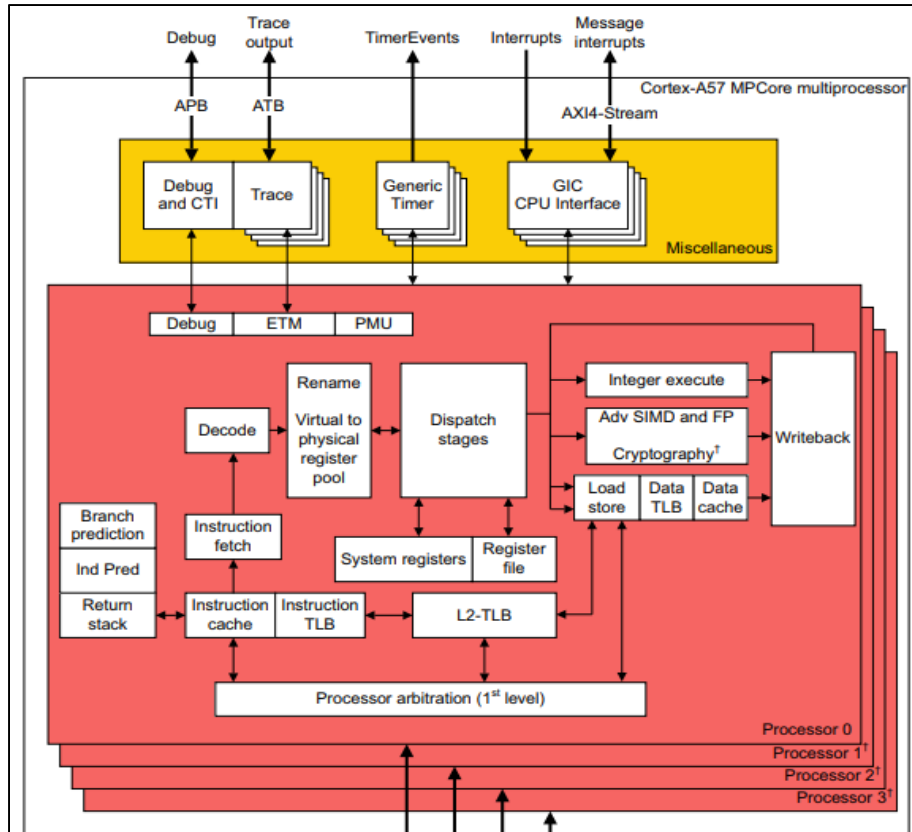 Debug
Trace
output
TimerEvents
Interrupts
Message
interrupts
Cortex-A57 MPCore multiprocessor
APB
ATB
AXI4-Stream
Debug
and CTI
Trace
Generic
Timer
GIC
CPU Interface
Miscellaneous
Debug
ETM
PMU
Rename
Virtual to
physical
register
pool
Dispatch
stages
Integer execute
Adv SIMD and FP
Cryptography†
Writeback
Decode
Load
store
Data
TLB
Data
cache
Branch
prediction
Ind Pred
Return
stack
Instruction
fetch
System registers
Register
file
Instruction
cache
Instruction
TLB
L2-TLB
Processor arbitration (1st level)
Processor 0
Processor 1†
Processor 2†
Processor 3†